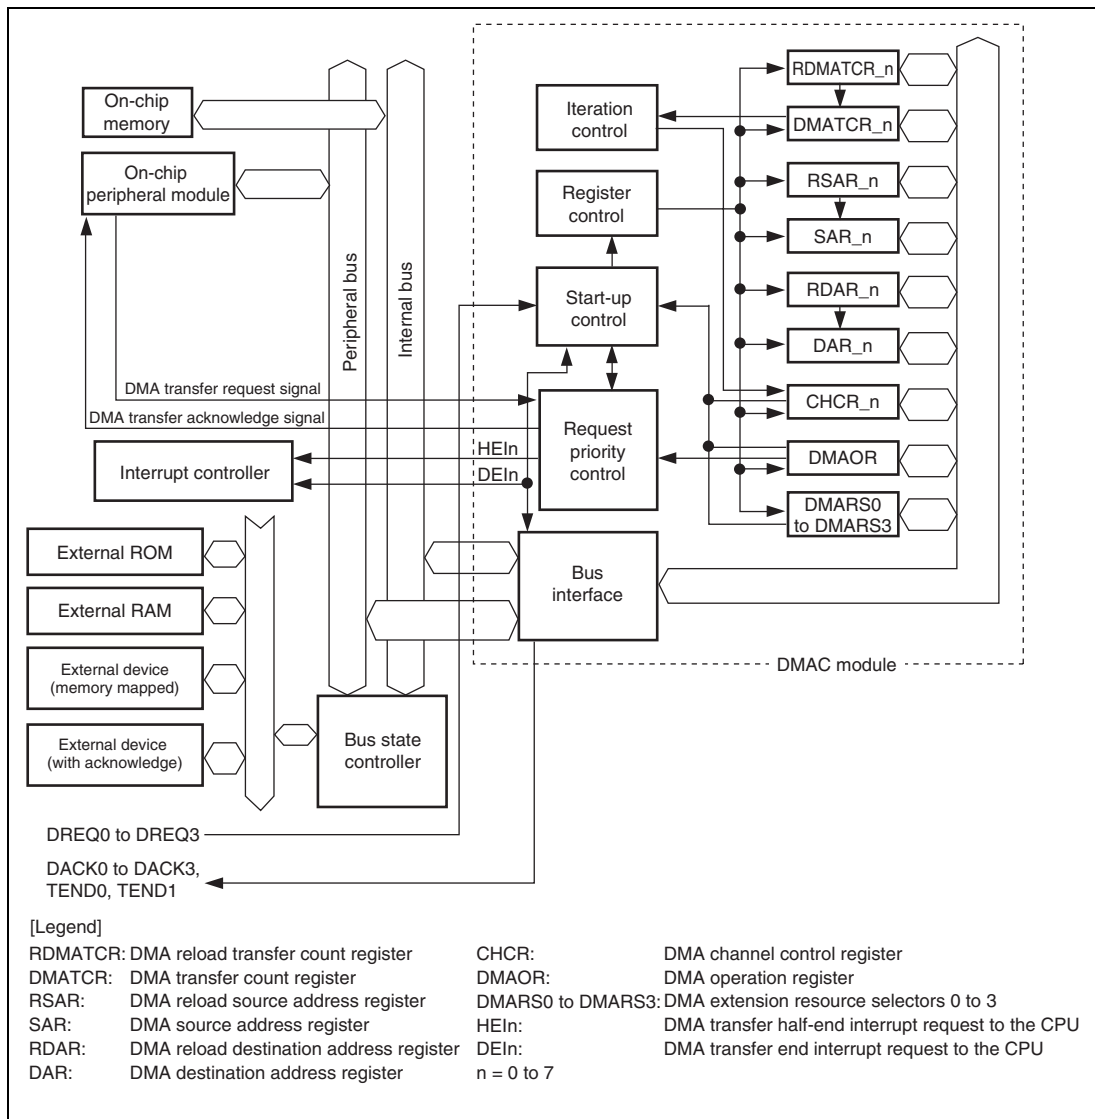 On-chip
memory
On-chip
peripheral module
Peripheral bus
Internal bus
DMA transfer request signal
DMA transfer acknowledge signal
Interrupt controller
HEIn
DEIn
External ROM
External RAM
External device
(memory mapped)
External device
(with acknowledge)
Bus state
controller
DREQ0 to DREQ3
DACK0 to DACK3,
TEND0, TEND1
Iteration
control
Register
control
Start-up
control
Request
priority
control
Bus
interface
RDMATCR_n
DMATCR_n
RSAR_n
SAR_n
RDAR_n
DAR_n
CHCR_n
DMAOR
DMARS0
to DMARS3
DMAC module
[Legend]
RDMATCR: DMA reload transfer count register
DMATCR: DMA transfer count register
RSAR: DMA reload source address register
SAR: DMA source address register
RDAR: DMA reload destination address register
DAR: DMA destination address register
CHCR: DMA channel control register
DMAOR: DMA operation register
DMARS0 to DMARS3: DMA extension resource selectors 0 to 3
HEIn: DMA transfer half-end interrupt request to the CPU
DEIn: DMA transfer end interrupt request to the CPU
n = 0 to 7